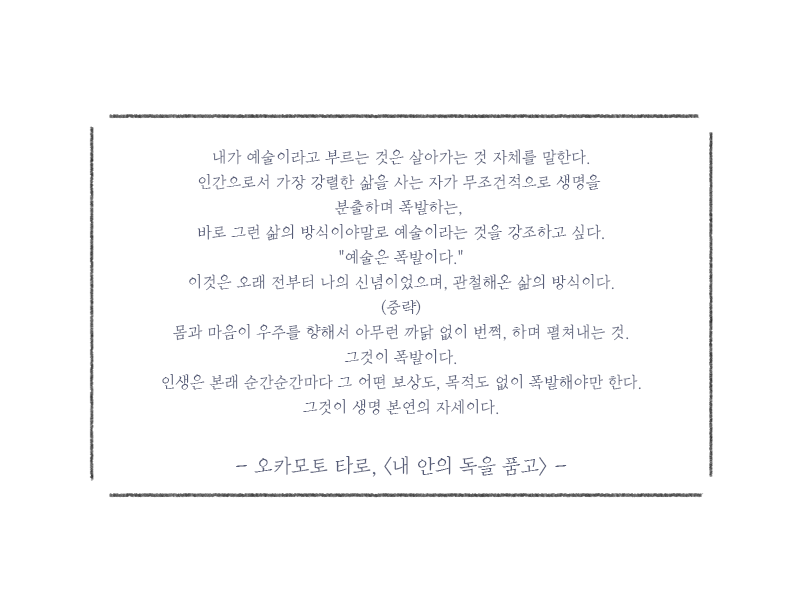 내가 예술이라고 부르는 것은 살아가는 것 자체를 말한다.
인간으로서 가장 강렬한 삶을 사는 자가 무조건적으로 생명을
분출하며 폭발하는,
바로 그런 삶의 방식이야말로 예술이라는 것을 강조하고 싶다.
"예술은 폭발이다."
이것은 오래 전부터 나의 신념이었으며, 관철해온 삶의 방식이다.
(중략)
몸과 마음이 우주를 향해서 아무런 까닭 없이 번쩍, 하며 펼쳐내는 것.
그것이 폭발이다.
인생은 본래 순간순간마다 그 어떤 보상도, 목적도 없이 폭발해야만 한다.
그것이 생명 본연의 자세이다.
- 오카모토 타로, <내 안의 독을 품고> -